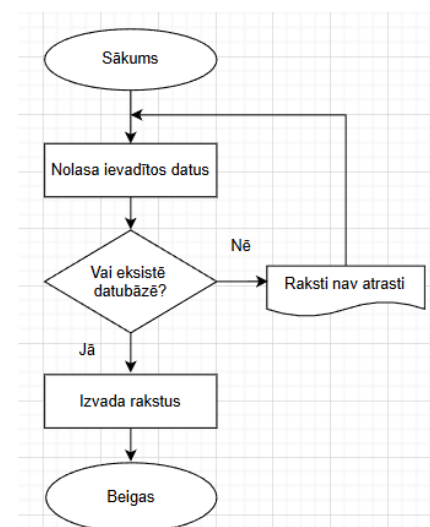 Sākums
Nolasa ievadītos datus
Vai eksistē
datubāzē?
Nē
Raksti nav atrasti
Jā
Izvada rakstus
Beigas